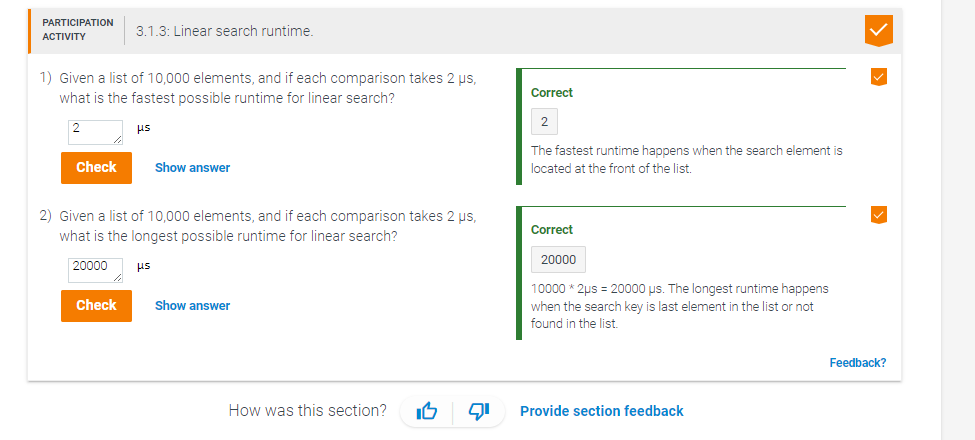 PARTICIPATION
ACTIVITY
3.1.3: Linear search runtime.
1) Given a list of 10,000 elements, and if each comparison takes 2 µs,
what is the fastest possible runtime for linear search?
2 µs
Check Show answer
Correct
2
The fastest runtime happens when the search element is
located at the front of the list.
2) Given a list of 10,000 elements, and if each comparison takes 2 µs,
what is the longest possible runtime for linear search?
20000 µs
Check Show answer
Correct
20000
10000 * 2µs = 20000 µs. The longest runtime happens
when the search key is last element in the list or not
found in the list.
Feedback?
How was this section? Provide section feedback